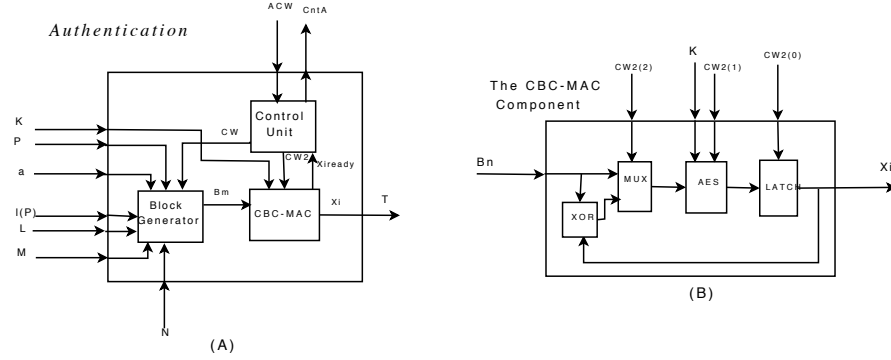 Authentication
ACW
CntA
K
P
a
l(P)
L
M
N
CW
Control
Unit
CW2
Xiready
Block
Generator
Bm
CBC-MAC
Xi
T
(A)
The CBC-MAC
Component
CW2(2)
K
CW2(1)
CW2(0)
Bn
MUX
AES
LATCH
XOR
Xi
(B)